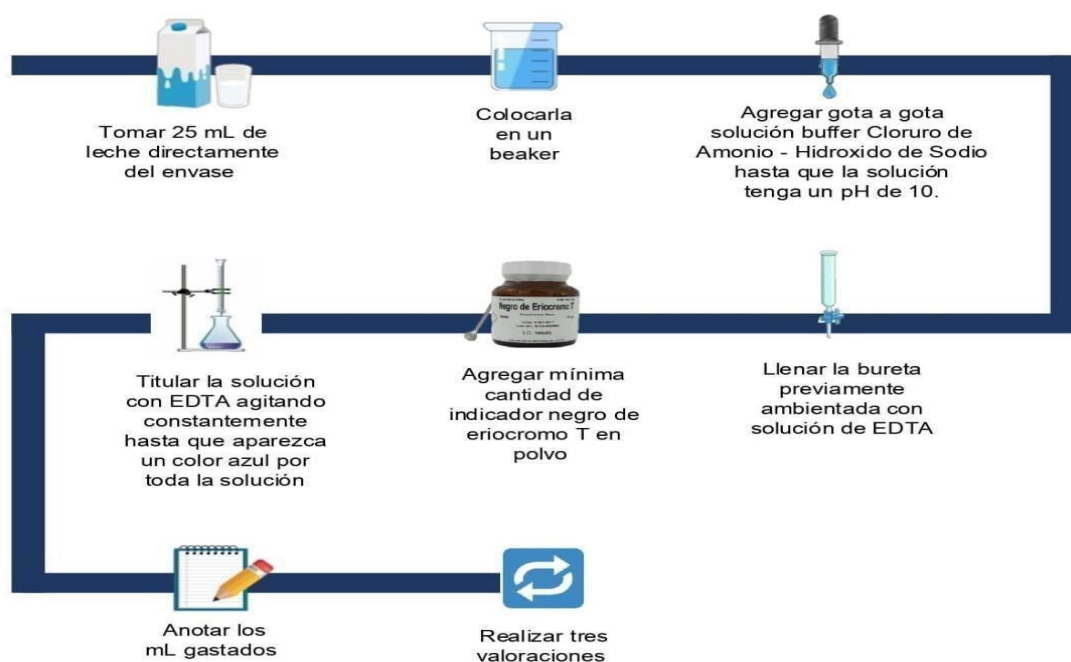 Tomar 25 mL de
leche directamente
del envase
Colocarla
en un
beaker
Agregar gota a gota
solución buffer Cloruro de
Amonio - Hidroxido de Sodio
hasta que la solución
tenga un pH de 10.
Llenar la bureta
previamente
ambientada con
solución de EDTA
Negro de Eriocromo T
Agregar mínima
cantidad de
indicador negro de
eriocromo T en
polvo
Titular la solución
con EDTA agitando
constantemente
hasta que aparezca
un color azul por
toda la solución
Anotar los
mL gastados
Realizar tres
valoraciones